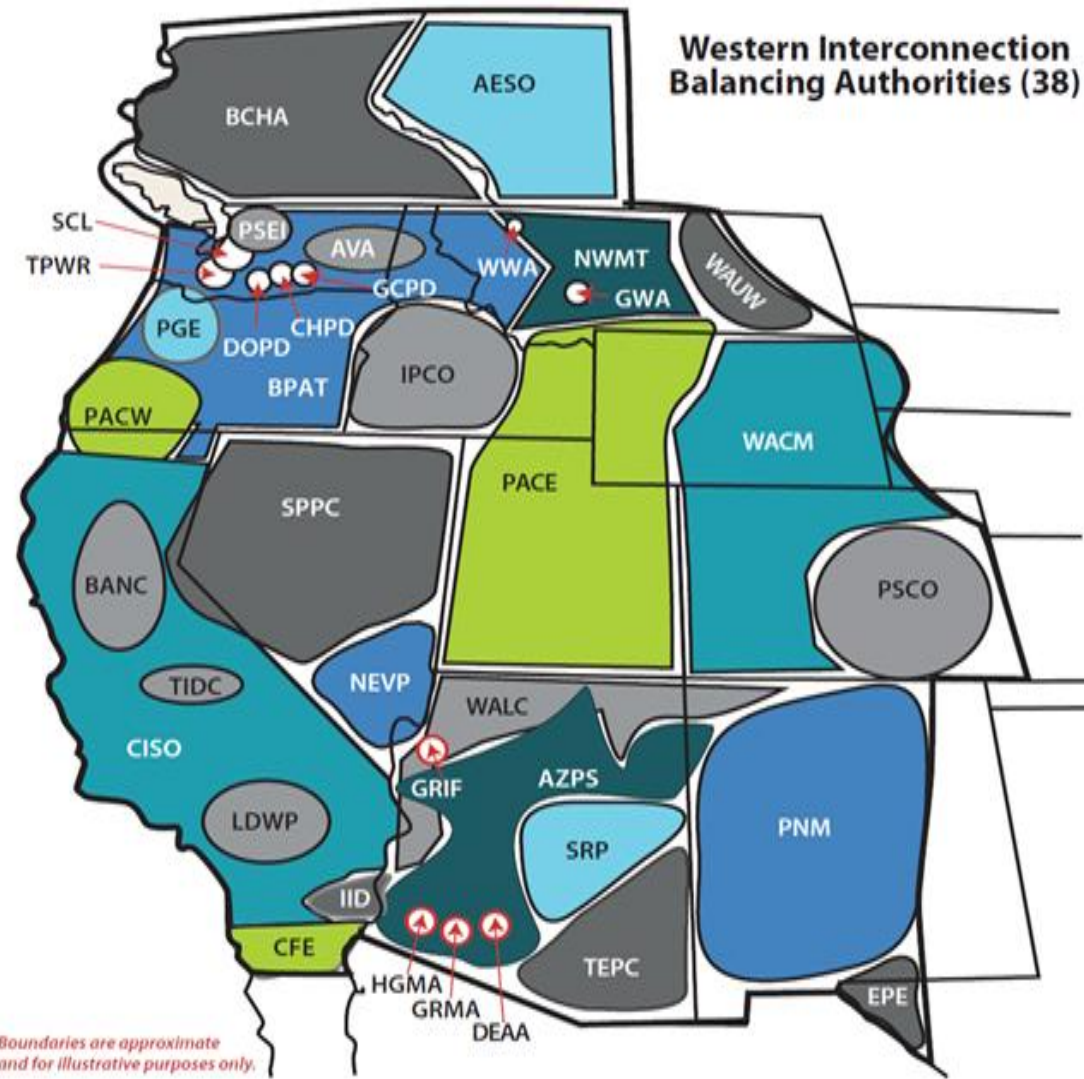 Western Interconnection
Balancing Authorities (38)
AESO
BCHA
SCL
PSEI
AVA
TPWR
WWA
NWMT
WAUW
GCPD
GWA
PGE
CHPD
DOPD
BPAT
IPCO
PACW
WACM
PACE
SPPC
BANC
PSCO
TIDC
NEVP
WALC
CISO
GRIF
AZPS
LDWP
SRP
PNM
IID
CFE
TEPC
HGMA
GRMA
DEAA
EPE
Boundaries are approximate
and for illustrative purposes only.